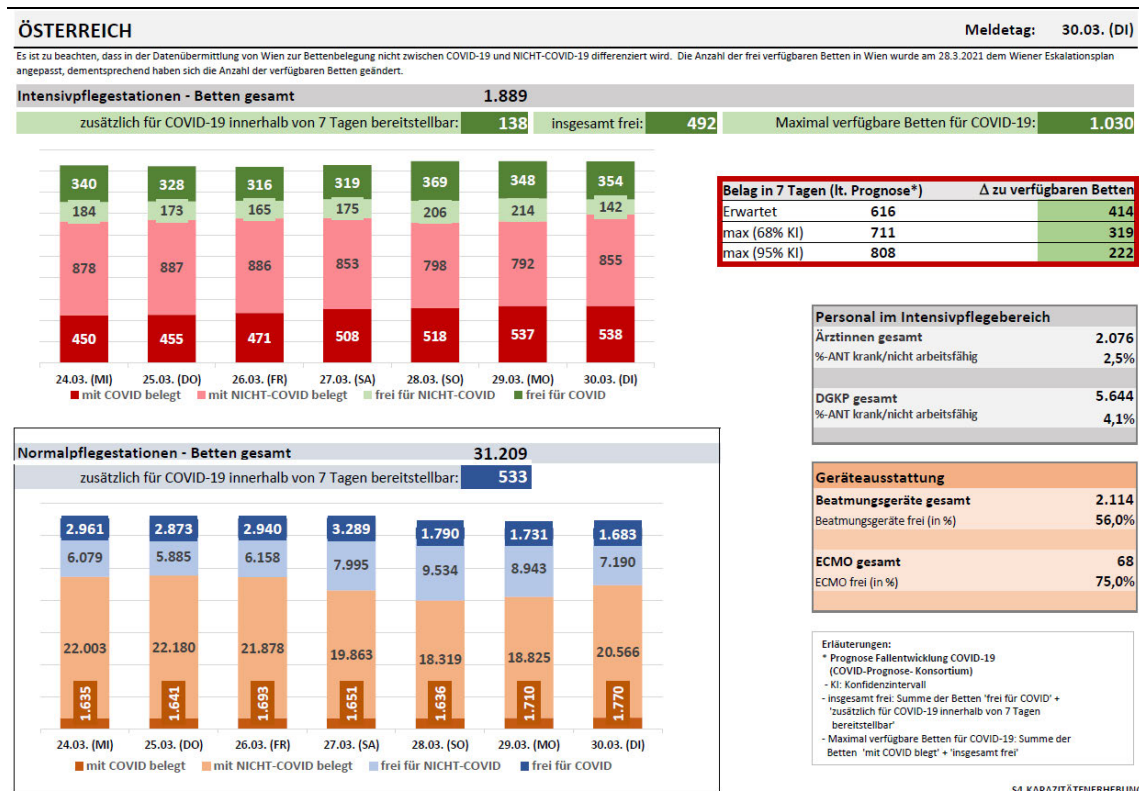 ÖSTERREICH Meldetag: 30.03. (DI)
Es ist zu beachten, dass in der Datenübermittlung von Wien zur Bettenbelegung nicht zwischen COVID-19 und NICHT-COVID-19 differenziert wird. Die Anzahl der frei verfügbaren Betten in Wien wurde am 28.3.2021 dem Wiener Eskalationsplan
angepasst, dementsprechend haben sich die Anzahl der verfügbaren Betten geändert.
Intensivpflegestationen - Betten gesamt 1.889
zusätzlich für COVID-19 innerhalb von 7 Tagen bereitstellbar: 138 insgesamt frei: 492 Maximal verfügbare Betten für COVID-19: 1.030
340 328 316 319 369 348 354
184 173 165 175 206 214 142
878 887 886 853 798 792 855
450 455 471 508 518 537 538
24.03. (MI) 25.03. (DO) 26.03. (FR) 27.03. (SA) 28.03. (SO) 29.03. (MO) 30.03. (DI)
mit COVID belegt mit NICHT-COVID belegt frei für NICHT-COVID frei für COVID
Belag in 7 Tagen (lt. Prognose*) Δ zu verfügbaren Betten
Erwartet 616 414
max (68% KI) 711 319
max (95% KI) 808 222
Personal im Intensivpflegebereich
Ärztinnen gesamt 2.076
%-ANT krank/nicht arbeitsfähig 2,5%
DGKP gesamt 5.644
%-ANT krank/nicht arbeitsfähig 4,1%
Normalpflegestationen - Betten gesamt 31.209
zusätzlich für COVID-19 innerhalb von 7 Tagen bereitstellbar: 533
2.961 2.873 2.940 3.289 1.790 1.731 1.683
6.079 5.885 6.158 7.995 9.534 8.943 7.190
22.003 22.180 21.878 19.863 18.319 18.825 20.566
1.635 1.641 1.693 1.651 1.636 1.710 1.770
24.03. (MI) 25.03. (DO) 26.03. (FR) 27.03. (SA) 28.03. (SO) 29.03. (MO) 30.03. (DI)
mit COVID belegt mit NICHT-COVID belegt frei für NICHT-COVID frei für COVID
Geräteausstattung
Beatmungsgeräte gesamt 2.114
Beatmungsgeräte frei (in %) 56,0%
ECMO gesamt 68
ECMO frei (in %) 75,0%
Erläuterungen:
* Prognose Fallentwicklung COVID-19
(COVID-Prognose- Konsortium)
- KI: Konfidenzintervall
- insgesamt frei: Summe der Betten 'frei für COVID' +
'zusätzlich für COVID-19 innerhalb von 7 Tagen
bereitstellbar'
- Maximal verfügbare Betten für COVID-19: Summe der
Betten 'mit COVID blegt' + 'insgesamt frei'